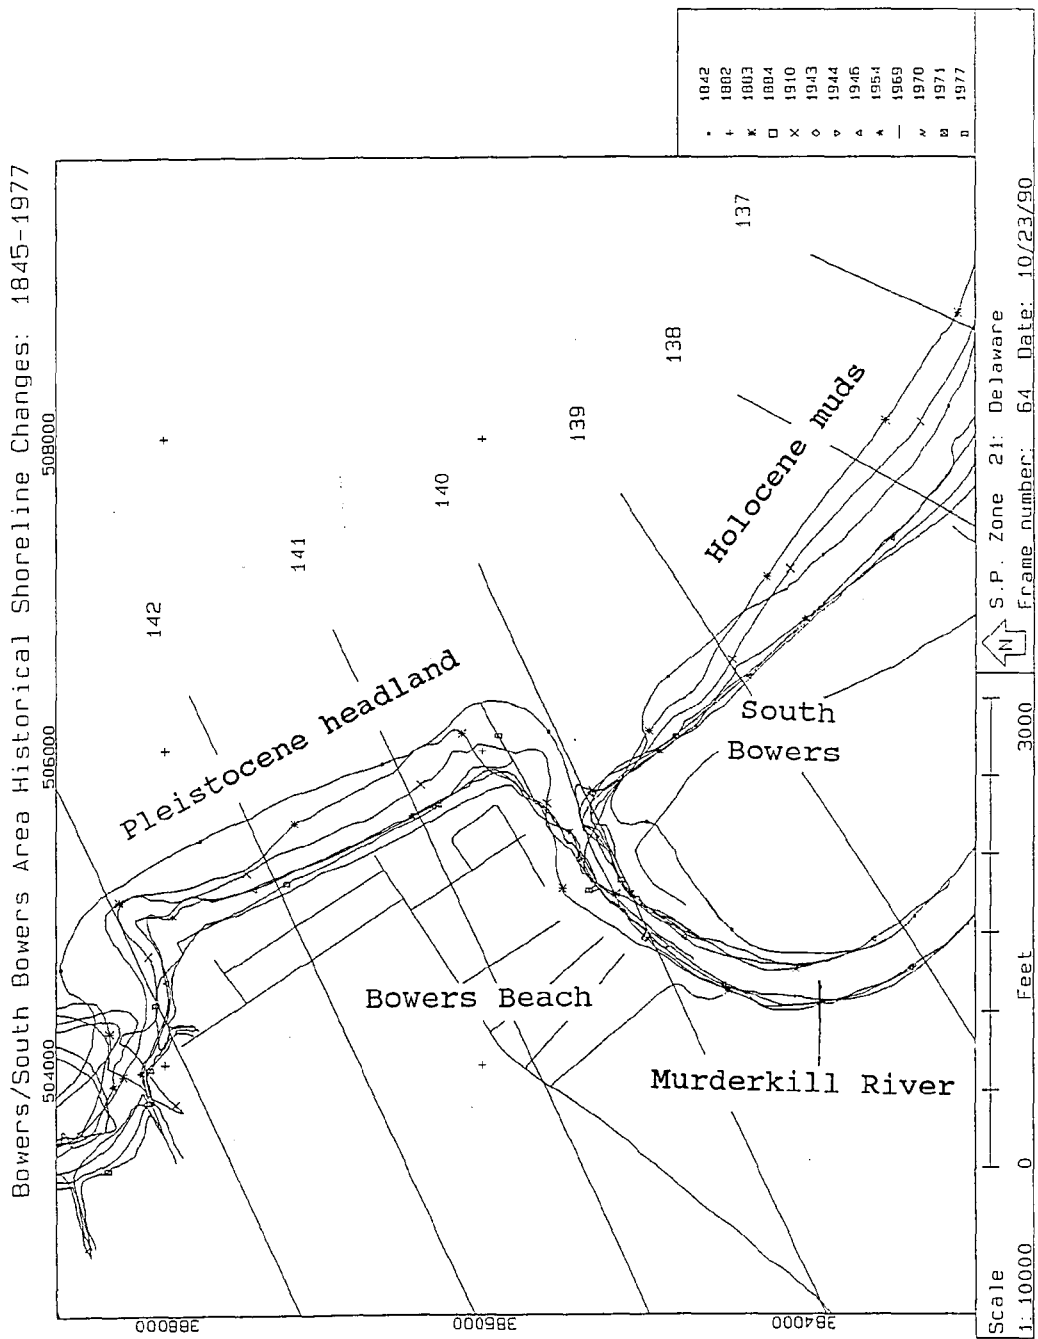 Bowers/South Bowers Area Historical Shoreline Changes: 1845-1977
504000
506000
508000
388000
386000
384000
142
141
140
139
138
137
Pleistocene headland
Holocene muds
South
Bowers
Bowers Beach
Murderkill River
1842
1882
1883
1884
1910
1943
1944
1946
1954
1969
1970
1971
1977
Scale
1:10000
0
Feet
3000
N
S.P. Zone 21: Delaware
Frame number: 64 Date: 10/23/90